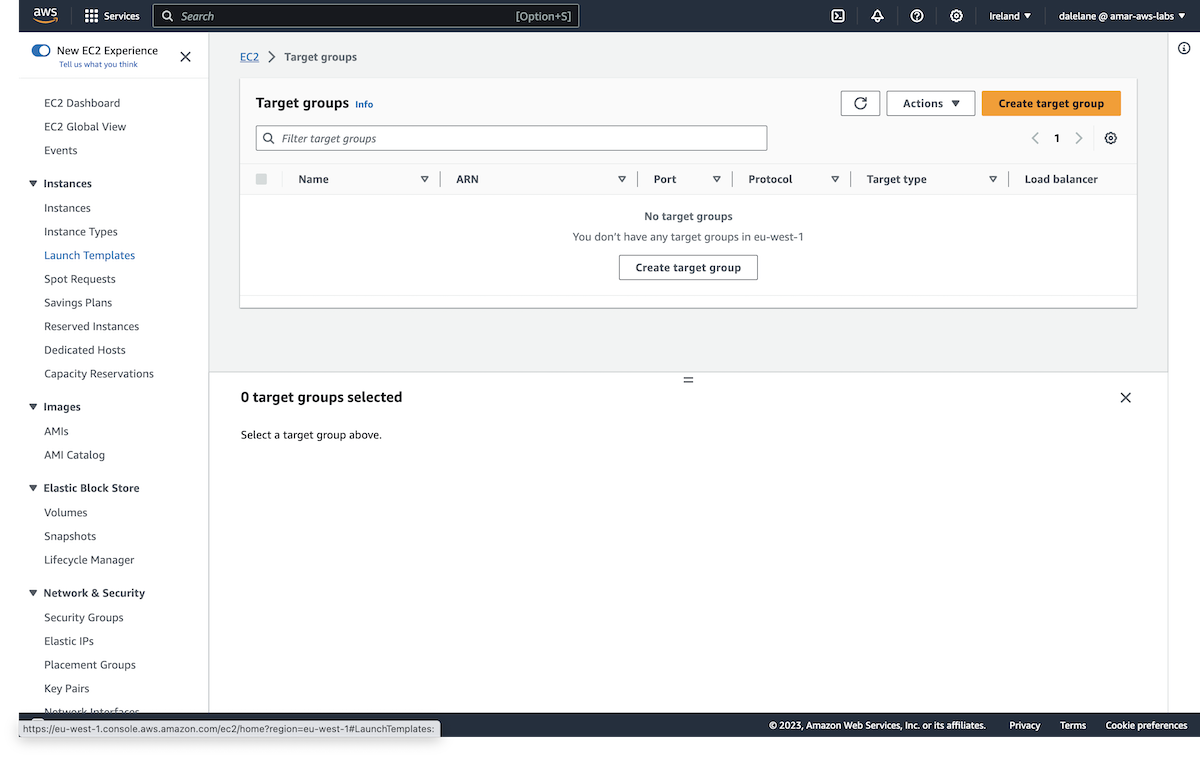 aws Services Search [Option+S] Ireland ▼ dalelane @ amar-aws-labs ▼
New EC2 Experience
Tell us what you think
EC2 Dashboard
EC2 Global View
Events
Instances
Instances
Instance Types
Launch Templates
Spot Requests
Savings Plans
Reserved Instances
Dedicated Hosts
Capacity Reservations
Images
AMIs
AMI Catalog
Elastic Block Store
Volumes
Snapshots
Lifecycle Manager
Network & Security
Security Groups
Elastic IPs
Placement Groups
Key Pairs
Network Interfaces
EC2 > Target groups
Target groups Info
Actions ▼ Create target group
Filter target groups
1
Name ARN Port Protocol Target type Load balancer
No target groups
You don't have any target groups in eu-west-1
Create target group
0 target groups selected
Select a target group above.
https://eu-west-1.console.aws.amazon.com/ec2/home?region=eu-west-1#LaunchTemplates:
© 2023, Amazon Web Services, Inc. or its affiliates. Privacy Terms Cookie preferences